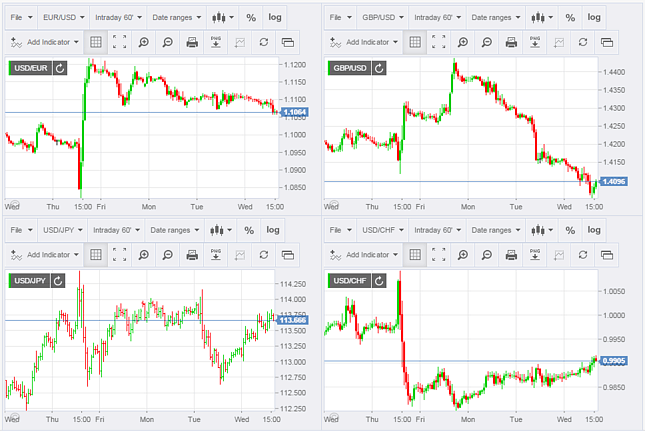 File EUR/USD Intraday 60' Date ranges % log
Add Indicator PNG
USD/EUR
1.1200
1.1150
1.1100
1.1064
1.1050
1.1000
1.0950
1.0900
1.0850
Wed Thu 15:00 Fri Mon Tue Wed 15:00
File GBP/USD Intraday 60' Date ranges % log
Add Indicator PNG
GBP/USD
1.4400
1.4350
1.4300
1.4250
1.4200
1.4150
1.4096
Wed Thu 15:00 Fri Mon Tue Wed 15:00
File USD/JPY Intraday 60' Date ranges % log
Add Indicator PNG
USD/JPY
114.250
114.000
113.666
113.500
113.250
113.000
112.750
112.500
112.250
Wed Thu 15:00 Fri Mon Tue Wed 15:00
File USD/CHF Intraday 60' Date ranges % log
Add Indicator PNG
USD/CHF
1.0050
1.0000
0.9950
0.9905
0.9850
Wed Thu 15:00 Fri Mon Tue Wed 15:00